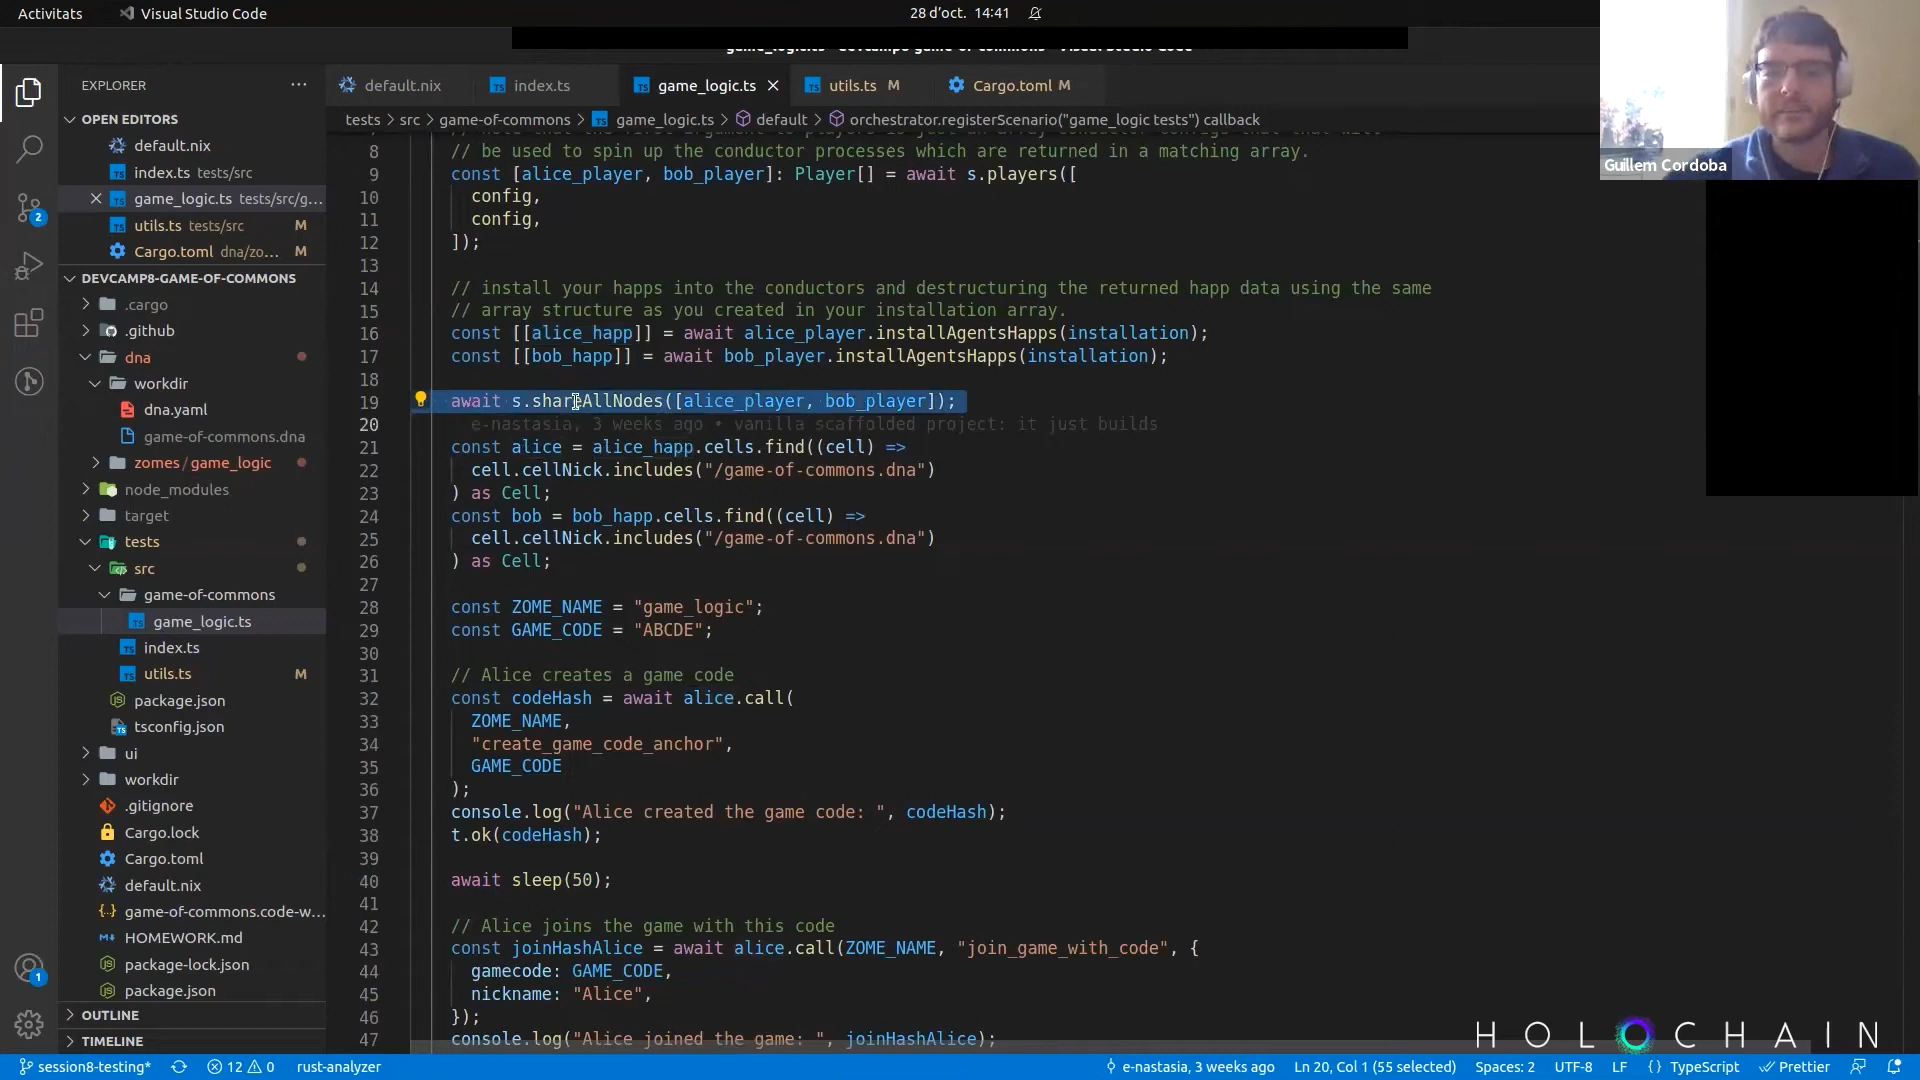 Activitats
Visual Studio Code
28 d'oct. 14:41
Guillem Cordoba
EXPLORER
OPEN EDITORS
default.nix
index.ts tests/src
game_logic.ts tests/src/g...
utils.ts tests/src M
Cargo.toml dna/zo... M
DEVCAMP8-GAME-OF-COMMONS
.cargo
.github
dna
workdir
dna.yaml
game-of-commons.dna
zomes/game_logic
node_modules
target
tests
src
game-of-commons
game_logic.ts
index.ts
utils.ts M
package.json
tsconfig.json
ui
workdir
.gitignore
Cargo.lock
Cargo.toml
default.nix
game-of-commons.code-w...
HOMEWORK.md
package-lock.json
package.json
OUTLINE
TIMELINE
2
1
default.nix
index.ts
game_logic.ts
utils.ts M
Cargo.toml M
tests > src > game-of-commons > game_logic.ts > default > orchestrator.registerScenario("game_logic tests") callback
8 // be used to spin up the conductor processes which are returned in a matching array.
9 const [alice_player, bob_player]: Player[] = await s.players([
10 config,
11 config,
12 ]);
13
14 // install your happs into the conductors and destructuring the returned happ data using the same
15 // array structure as you created in your installation array.
16 const [[alice_happ]] = await alice_player.installAgentsHapps(installation);
17 const [[bob_happ]] = await bob_player.installAgentsHapps(installation);
18
19 await s.shareAllNodes([alice_player, bob_player]);
20 e-nastasia, 3 weeks ago • vanilla scaffolded project: it just builds
21 const alice = alice_happ.cells.find((cell) =>
22 cell.cellNick.includes("/game-of-commons.dna")
23 ) as Cell;
24 const bob = bob_happ.cells.find((cell) =>
25 cell.cellNick.includes("/game-of-commons.dna")
26 ) as Cell;
27
28 const ZOME_NAME = "game_logic";
29 const GAME_CODE = "ABCDE";
30
31 // Alice creates a game code
32 const codeHash = await alice.call(
33 ZOME_NAME,
34 "create_game_code_anchor",
35 GAME_CODE
36 );
37 console.log("Alice created the game code: ", codeHash);
38 t.ok(codeHash);
39
40 await sleep(50);
41
42 // Alice joins the game with this code
43 const joinHashAlice = await alice.call(ZOME_NAME, "join_game_with_code", {
44 gamecode: GAME_CODE,
45 nickname: "Alice",
46 });
47 console.log("Alice joined the game: ", joinHashAlice);
HOLOCHAIN
session8-testing* 12 0 rust-analyzer
e-nastasia, 3 weeks ago Ln 20, Col 1 (55 selected) Spaces: 2 UTF-8 LF {} TypeScript Prettier